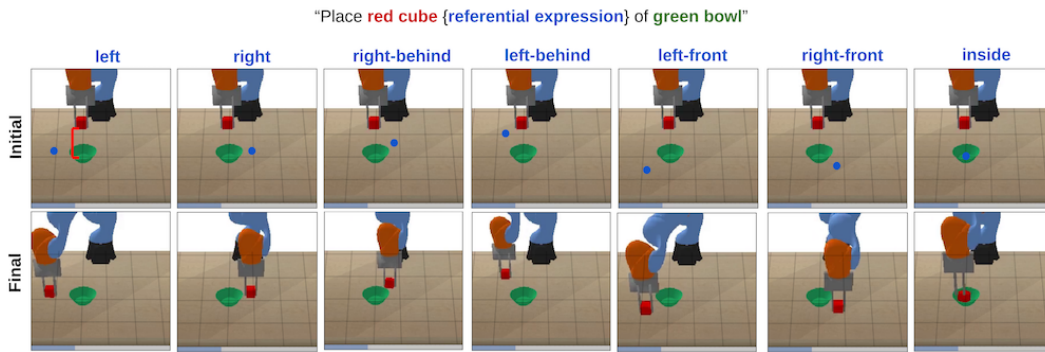 “Place red cube {referential expression} of green bowl”
left right right-behind left-behind left-front right-front inside
Initial
Final